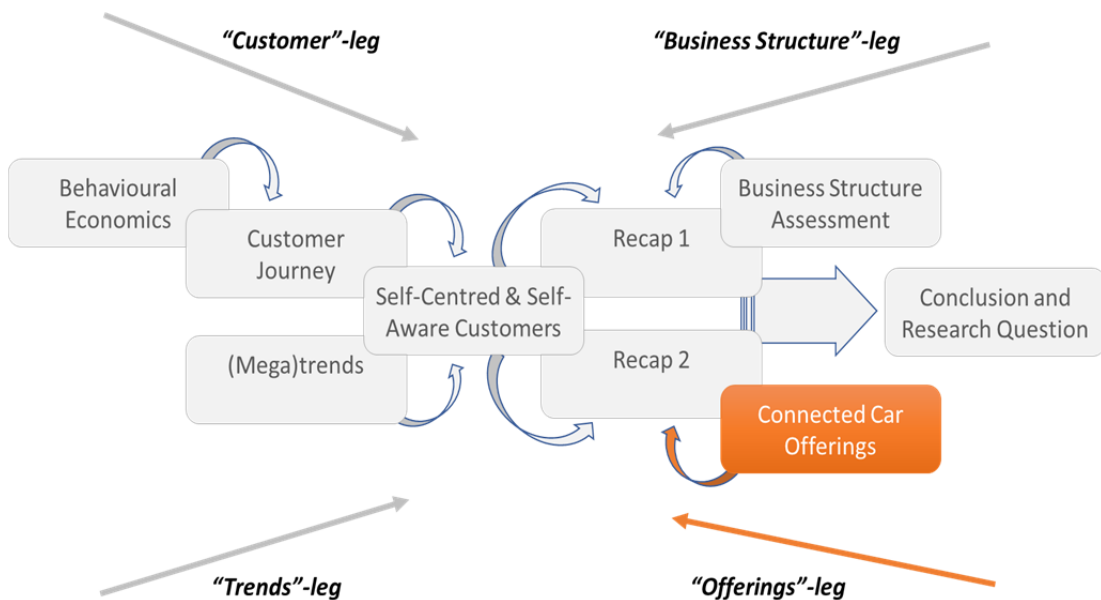 “Customer”-leg
“Business Structure”-leg
Behavioural
Economics
Customer
Journey
Self-Centred & Self-
Aware Customers
(Mega)trends
Recap 1
Recap 2
Business Structure
Assessment
Conclusion and
Research Question
Connected Car
Offerings
“Trends”-leg
“Offerings”-leg